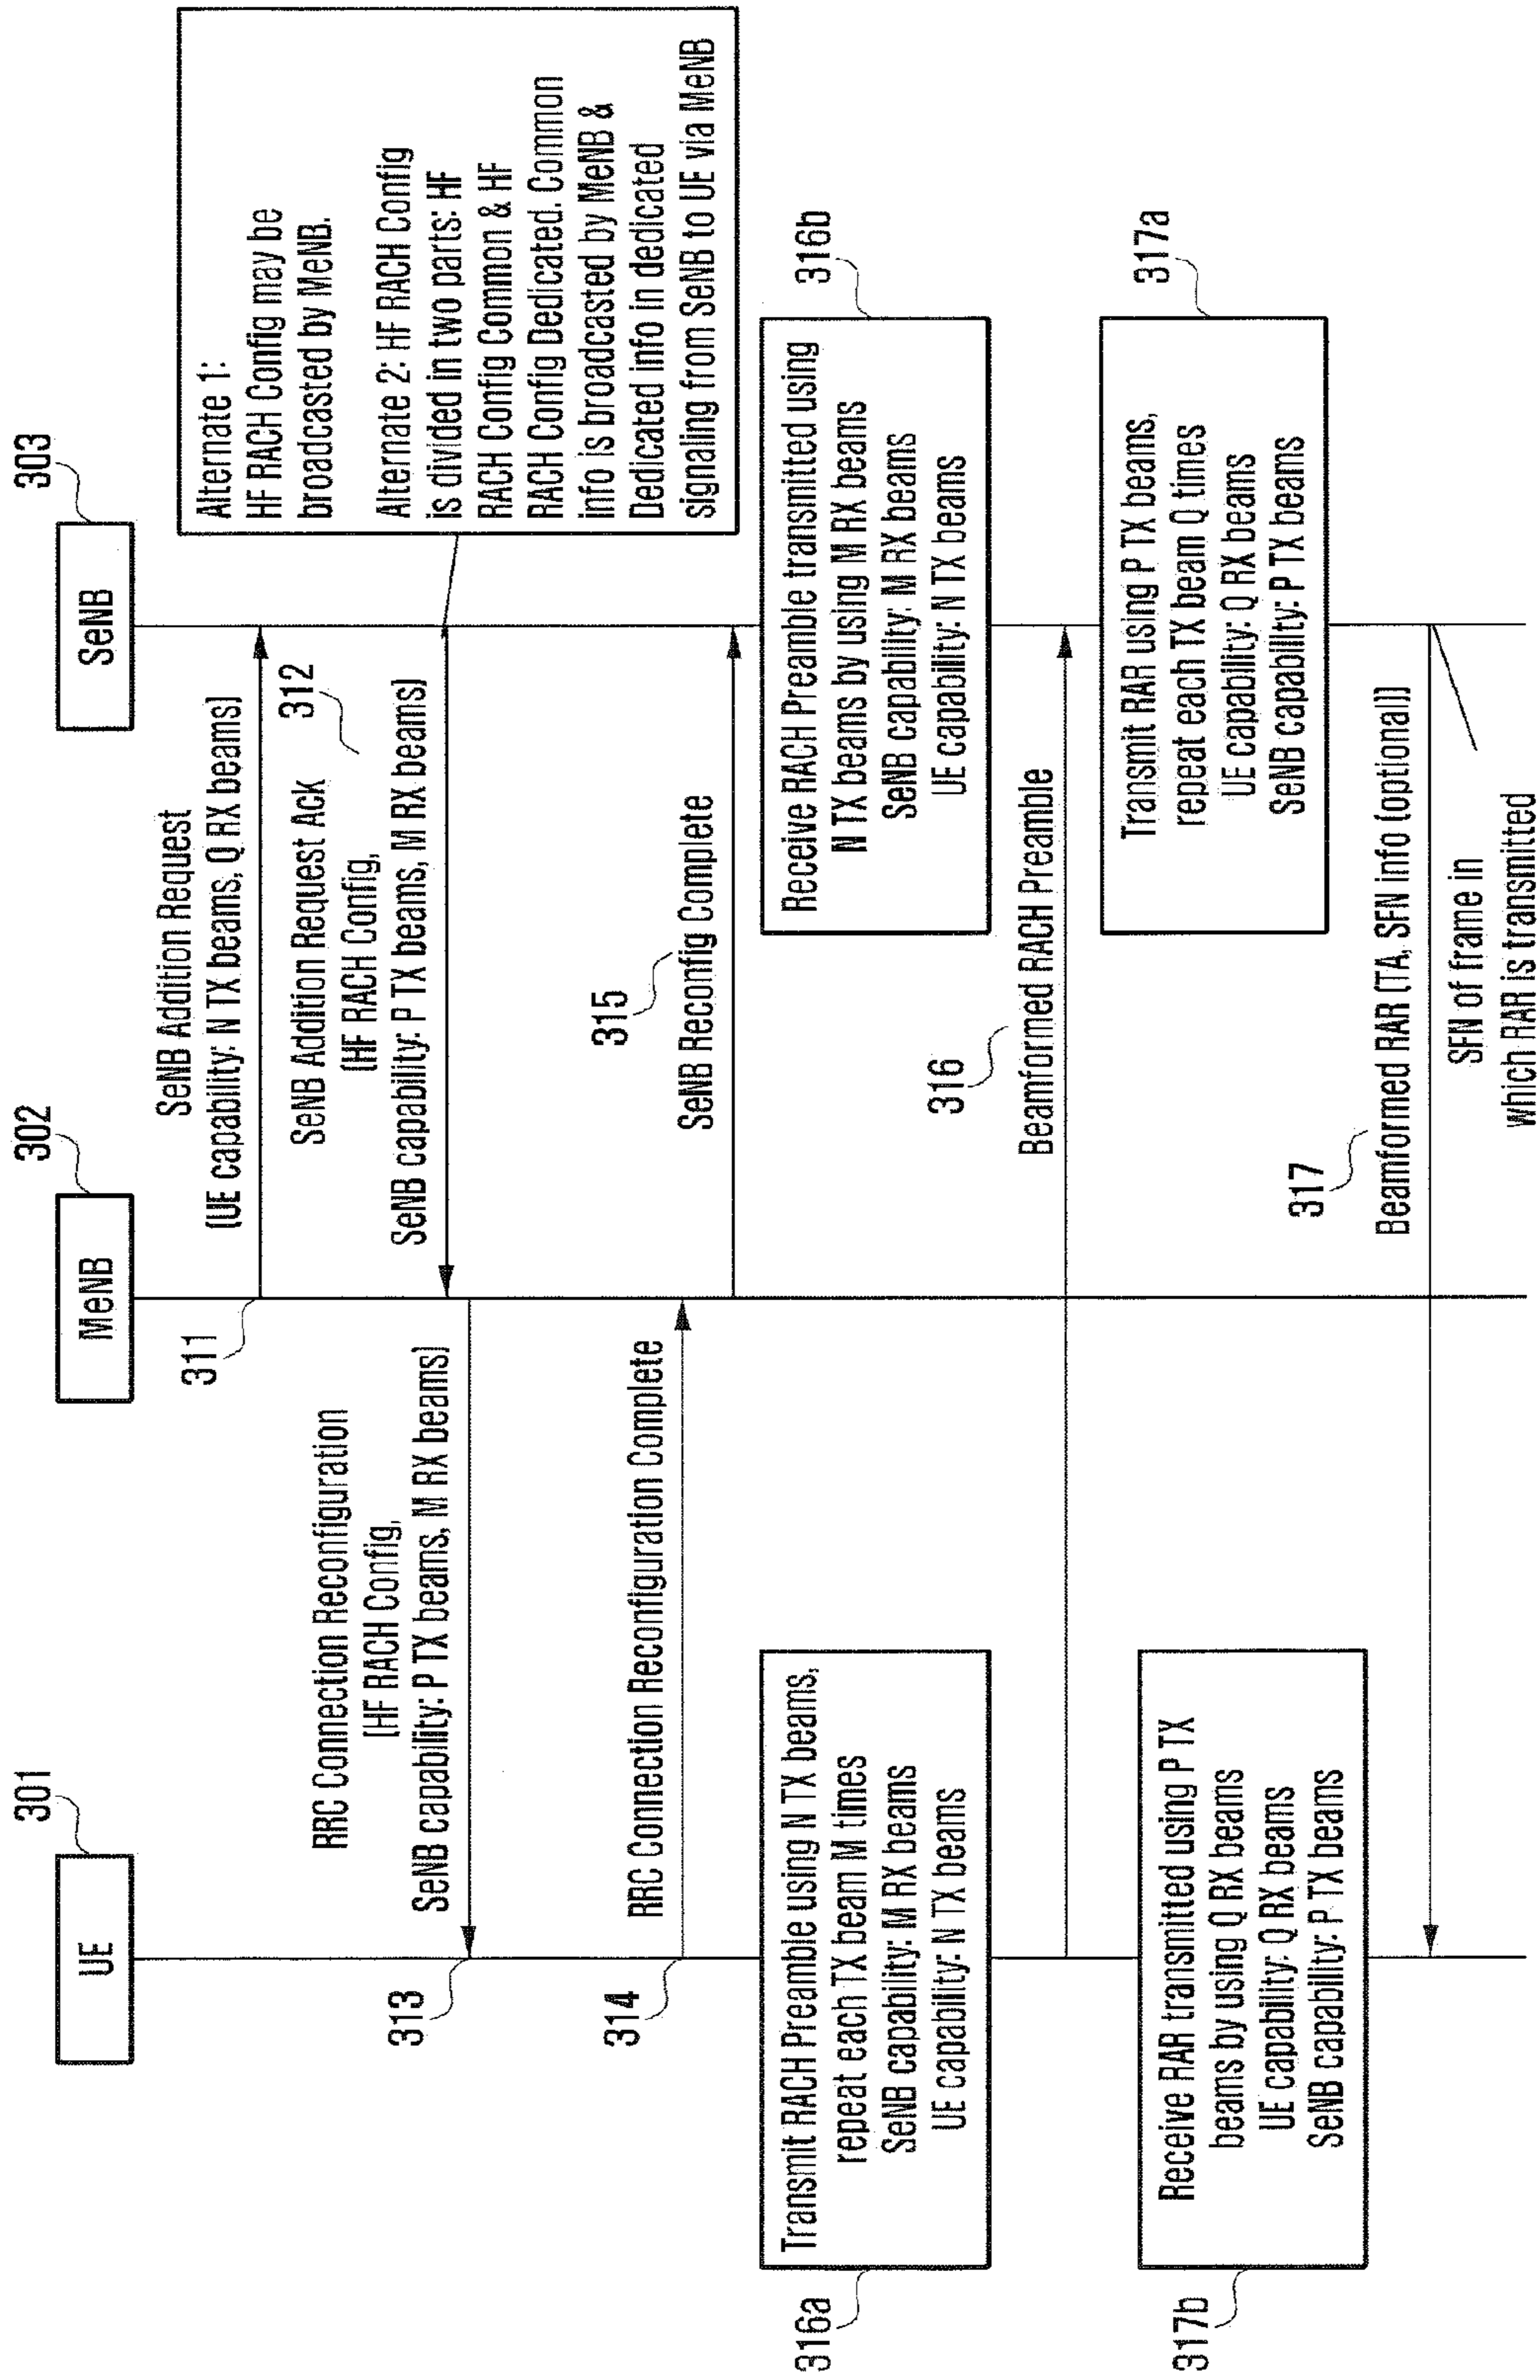 UE
301
MeNB
302
SeNB
303
311
SeNB Addition Request
(UE capability: N TX beams, Q RX beams)
Alternate 1:
HF RACH Config may be
broadcasted by MeNB.
Alternate 2: HF RACH Config
is divided in two parts: HF
RACH Config Common & HF
RACH Config Dedicated. Common
info is broadcasted by MeNB &
Dedicated info in dedicated
signaling from SeNB to UE via MeNB
SeNB Addition Request Ack
(HF RACH Config,
SeNB capability: P TX beams, M RX beams)
312
RRC Connection Reconfiguration
(HF RACH Config,
SeNB capability: P TX beams, M RX beams)
313
RRC Connection Reconfiguration Complete
314
315
SeNB Reconfig Complete
316a
Transmit RACH Preamble using N TX beams,
repeat each TX beam M times
SeNB capability: M RX beams
UE capability: N TX beams
Receive RACH Preamble transmitted using
N TX beams by using M RX beams
SeNB capability: M RX beams
UE capability: N TX beams
316b
316
Beamformed RACH Preamble
Transmit RAR using P TX beams,
repeat each TX beam Q times
UE capability: Q RX beams
SeNB capability: P TX beams
317a
317b
Receive RAR transmitted using P TX
beams by using Q RX beams
UE capability: Q RX beams
SeNB capability: P TX beams
317
Beamformed RAR (TA, SFN Info (optional))
SFN of frame in
which RAR is transmitted